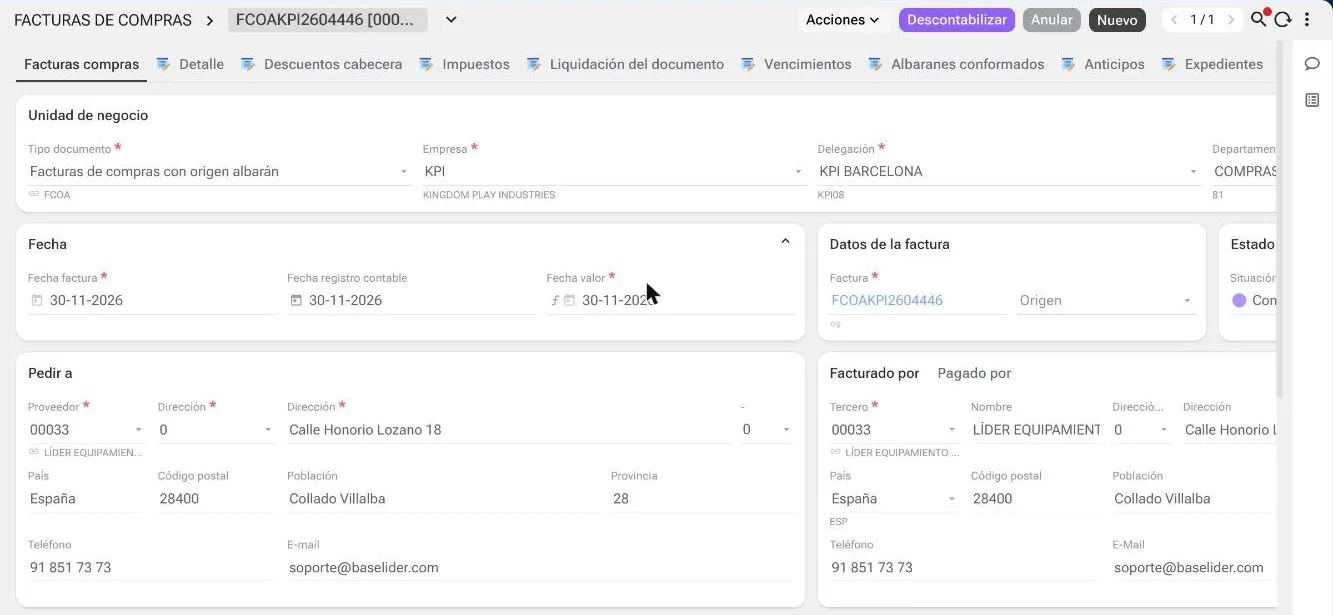 FACTURAS DE COMPRAS > FCOAKPI2604446 [000... Acciones Descontabilizar Anular Nuevo 1 / 1
Facturas compras Detalle Descuentos cabecera Impuestos Liquidación del documento Vencimientos Albaranes conformados Anticipos Expedientes
Unidad de negocio
Tipo documento * Empresa * Delegación * Departamen
Facturas de compras con origen albarán KPI KPI BARCELONA COMPRAS
FCOA KINGDOM PLAY INDUSTRIES KPI08 81
Fecha
Fecha factura * Fecha registro contable Fecha valor *
30-11-2026 30-11-2026 30-11-202
Datos de la factura
Factura *
FCOAKPI2604446 Origen
Estado
Situación
Con
Pedir a
Proveedor * Dirección * Dirección * -
00033 0 Calle Honorio Lozano 18 0
LÍDER EQUIPAMIEN...
País Código postal Población Provincia
España 28400 Collado Villalba 28
Teléfono E-mail
91 851 73 73 soporte@baselider.com
Facturado por Pagado por
Tercero * Nombre Direcció... Dirección
00033 LÍDER EQUIPAMIENT 0 Calle Honorio L
LÍDER EQUIPAMIENTO ...
País Código postal Población
España 28400 Collado Villalba
ESP
Teléfono E-Mail
91 851 73 73 soporte@baselider.com